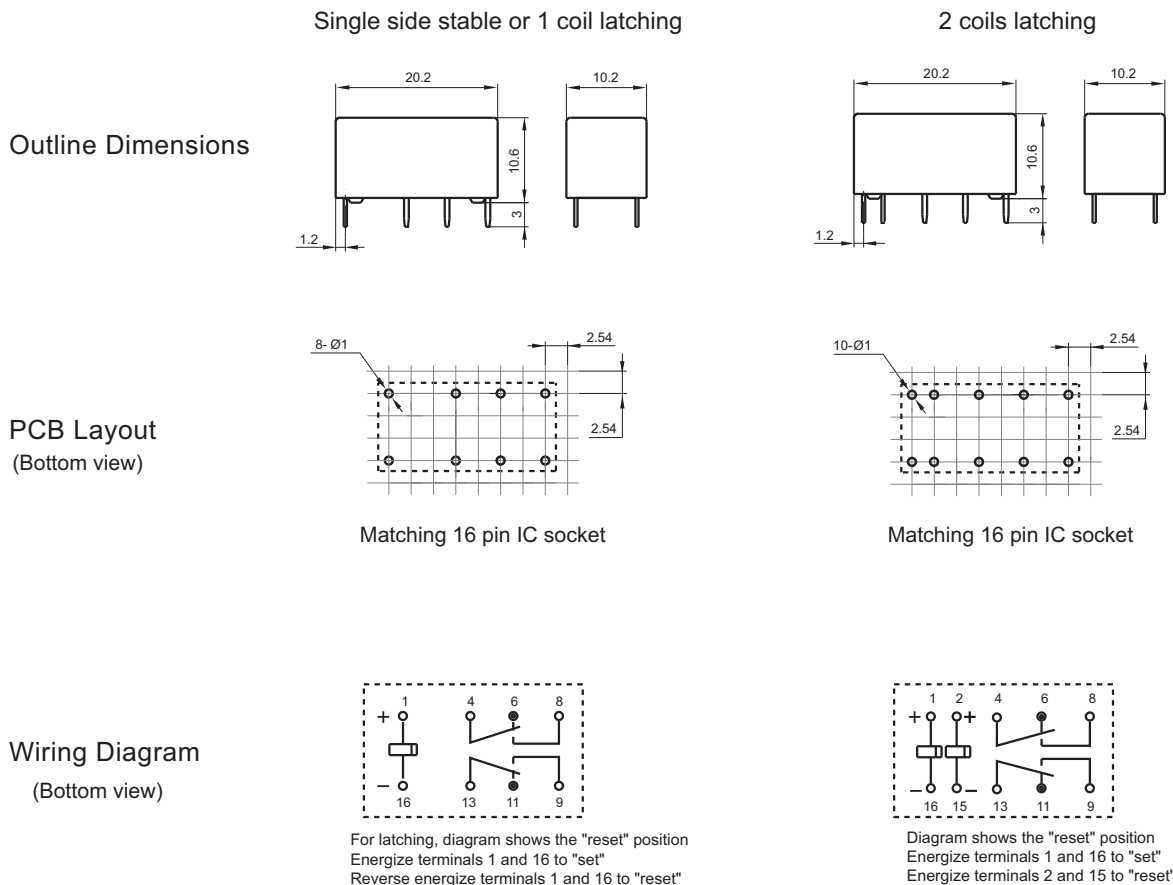 Single side stable or 1 coil latching
2 coils latching
Outline Dimensions
20.2
10.2
10.6
3
1.2
20.2
10.2
10.6
3
1.2
PCB Layout
(Bottom view)
8- Ø1
2.54
2.54
Matching 16 pin IC socket
10-Ø1
2.54
2.54
Matching 16 pin IC socket
Wiring Diagram
(Bottom view)
1 4 6 8
+
−
16 13 11 9
For latching, diagram shows the "reset" position
Energize terminals 1 and 16 to "set"
Reverse energize terminals 1 and 16 to "reset"
1 2 4 6 8
+ +
− −
16 15 13 11 9
Diagram shows the "reset" position
Energize terminals 1 and 16 to "set"
Energize terminals 2 and 15 to "reset"